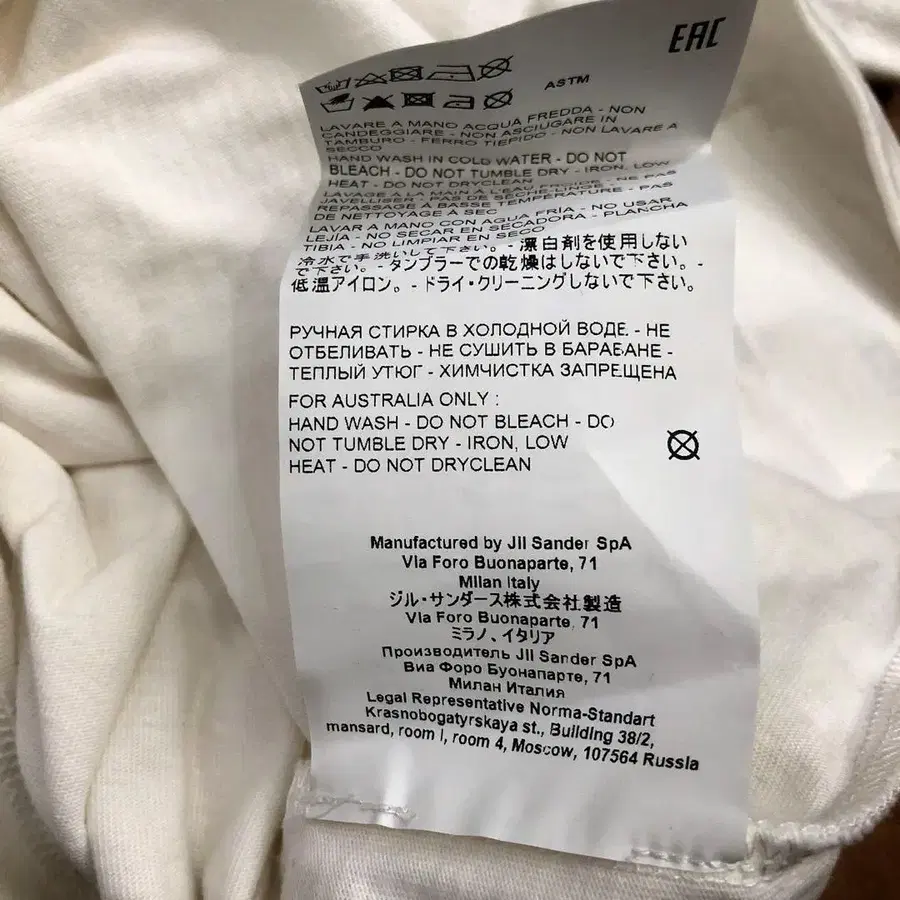 EAC
ASTM
LAVARE A MANO ACQUA FREDDA - NON
CANDEGGIARE - NON ASCIUGARE IN
TAMBURO - FERRO TIEPIDO - NON LAVARE A
SECCO
HAND WASH IN COLD WATER - DO NOT
BLEACH - DO NOT TUMBLE DRY - IRON, LOW
HEAT - DO NOT DRYCLEAN
LAVAGE A LA MAIN A L'EAU FROIDE - NE PAS
JAVELLISER - PAS DE SECHE-LINGE -
REPASSAGE A BASSE TEMPERATURE - PAS
DE NETTOYAGE A SEC
LAVAR A MANO CON AGUA FRÍA - NO USAR
LEJÍA - NO SECAR EN SECADORA - PLANCHA
TIBIA - NO LIMPIAR EN SECO
冷水で手洗いして下さい。- 漂白剤を使用しない
で下さい。- タンブラーでの乾燥はしないで下さい。-
低温アイロン。- ドライ・クリーニングしないで下さい。
РУЧНАЯ СТИРКА В ХОЛОДНОЙ ВОДЕ. - НЕ
ОТБЕЛИВАТЬ - НЕ СУШИТЬ В БАРАБАНЕ -
ТЕПЛЫЙ УТЮГ - ХИМЧИСТКА ЗАПРЕЩЕНА
FOR AUSTRALIA ONLY :
HAND WASH - DO NOT BLEACH - DO
NOT TUMBLE DRY - IRON, LOW
HEAT - DO NOT DRYCLEAN
Manufactured by Jil Sander SpA
Via Foro Buonaparte, 71
Milan Italy
ジル・サンダース株式会社製造
Via Foro Buonaparte, 71
ミラノ、イタリア
Производитель Jil Sander SpA
Виа Форо Буонапарте, 71
Милан Италия
Legal Representative Norma-Standart
Krasnobogatyrskaya st., Building 38/2,
mansard, room I, room 4, Moscow, 107564 Russia